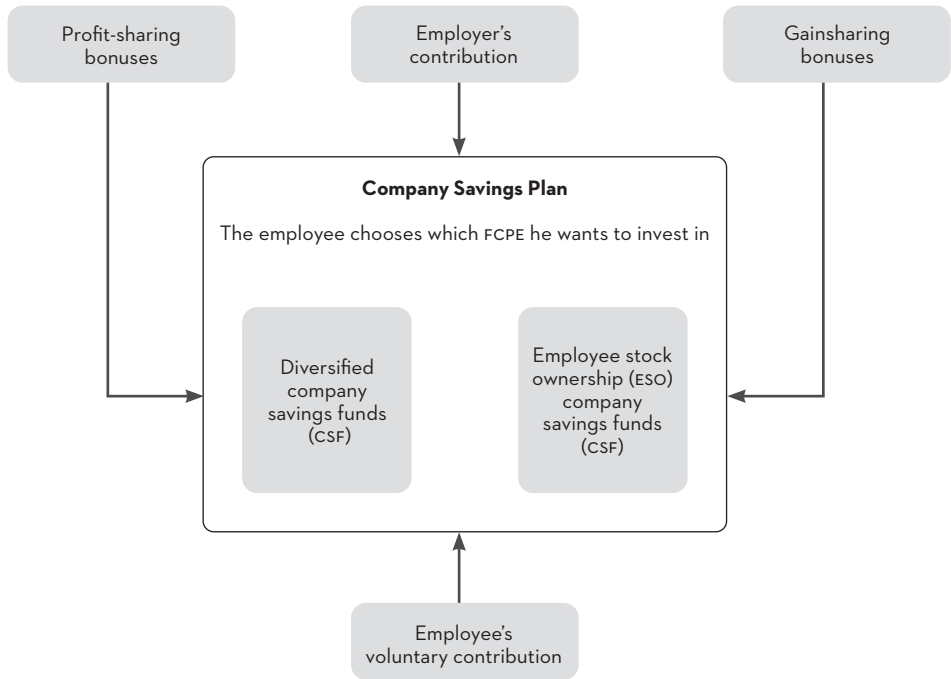 Profit-sharing
bonuses
Employer’s
contribution
Gainsharing
bonuses
Company Savings Plan
The employee chooses which FCPE he wants to invest in
Diversified
company
savings funds
(CSF)
Employee stock
ownership (ESO)
company
savings funds
(CSF)
Employee’s
voluntary contribution